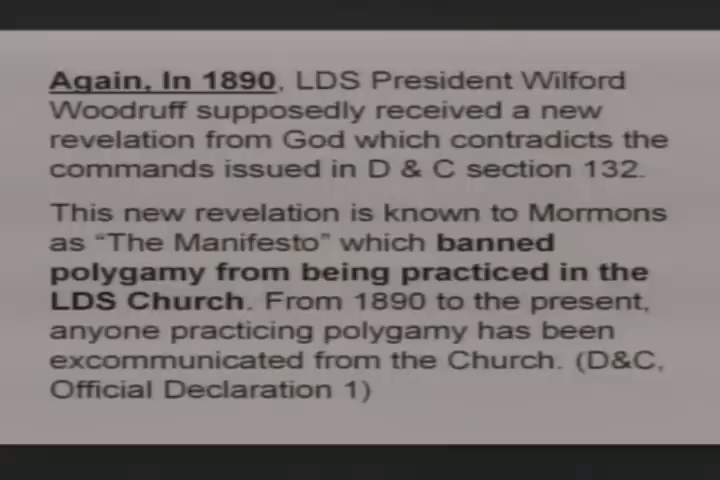 Again, In 1890, LDS President Wilford
Woodruff supposedly received a new
revelation from God which contradicts the
commands issued in D & C section 132.
This new revelation is known to Mormons
as “The Manifesto” which banned
polygamy from being practiced in the
LDS Church. From 1890 to the present,
anyone practicing polygamy has been
excommunicated from the Church. (D&C,
Official Declaration 1)